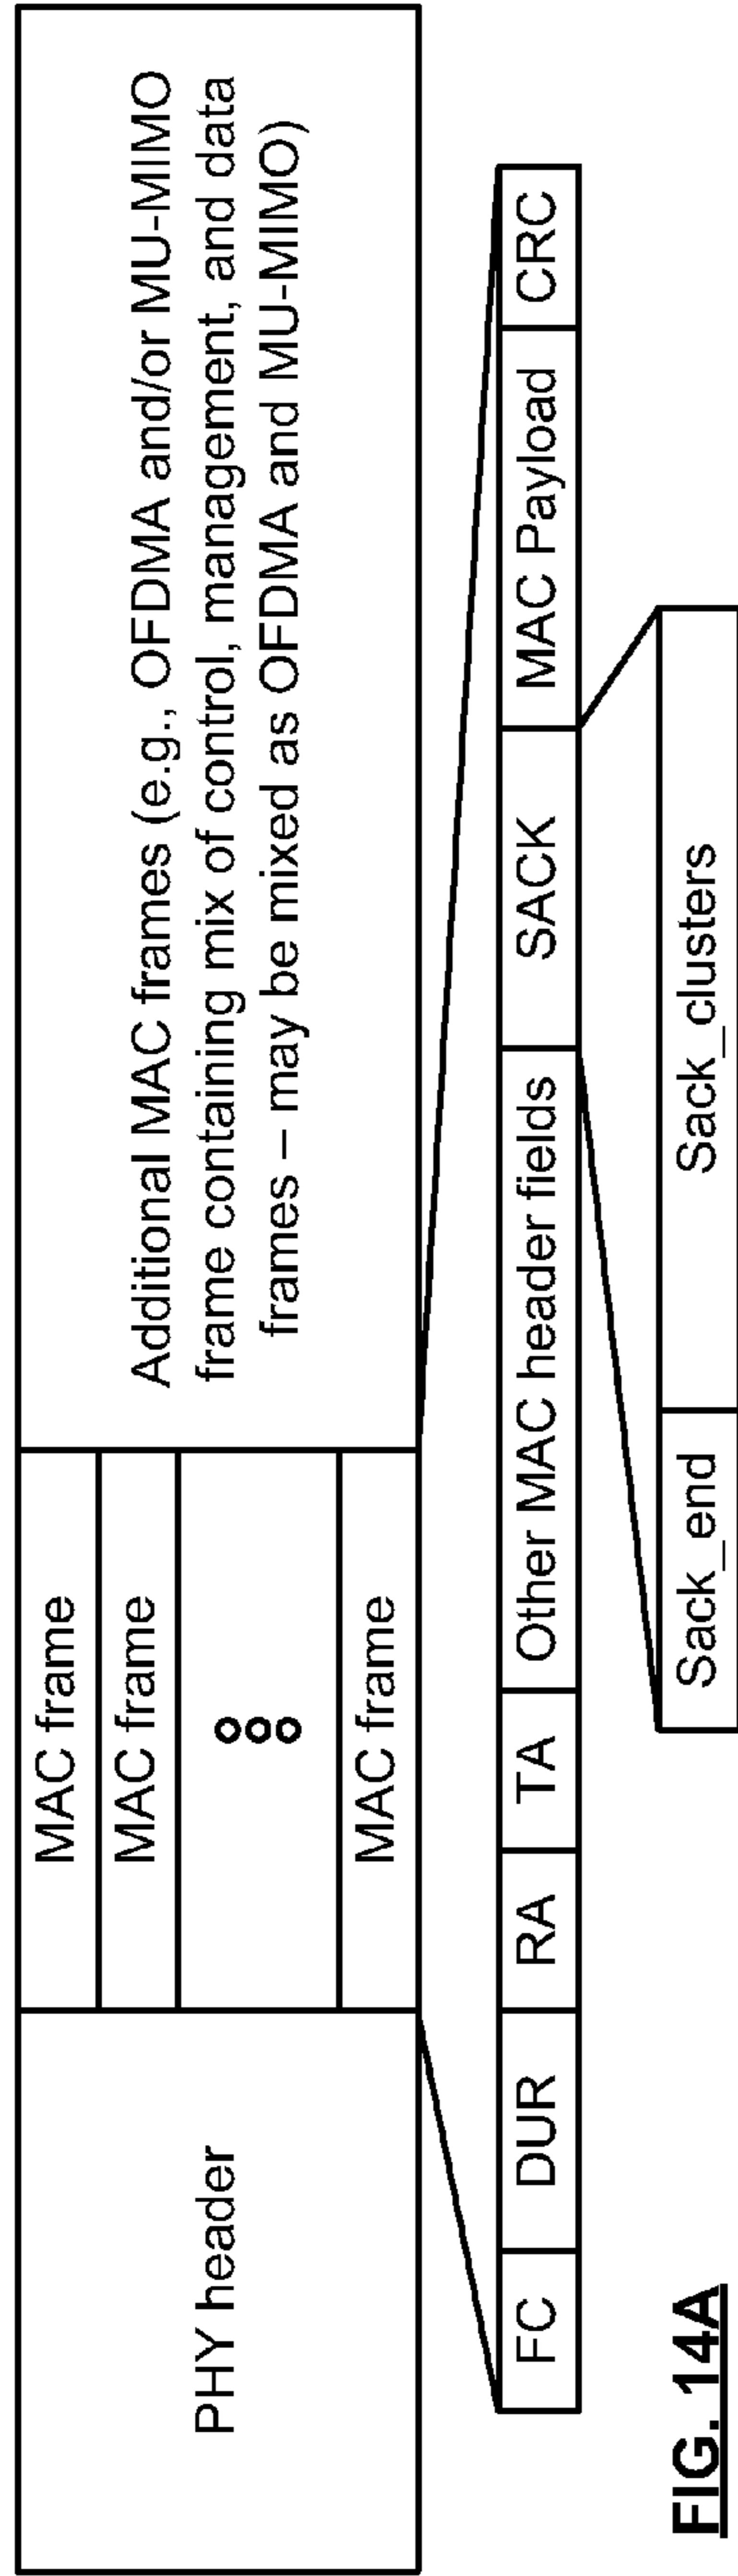 PHY header
MAC frame
MAC frame
MAC frame
Additional MAC frames (e.g., OFDMA and/or MU-MIMO
frame containing mix of control, management, and data
frames – may be mixed as OFDMA and MU-MIMO)
FC
DUR
RA
TA
Other MAC header fields
SACK
MAC Payload
CRC
Sack_end
Sack_clusters
FIG. 14A